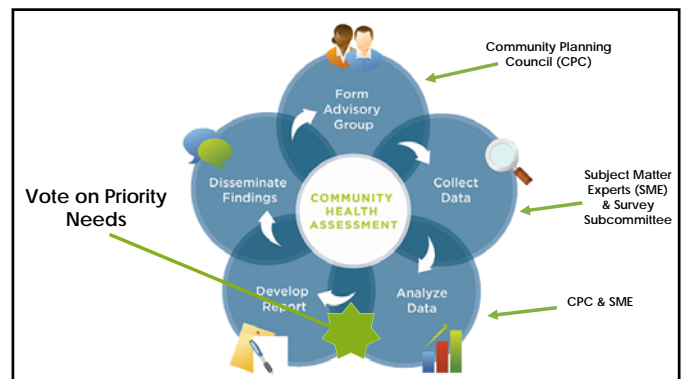 Community Planning
Council (CPC)
Form
Advisory
Group
Collect
Data
Subject Matter
Experts (SME)
& Survey
Subcommittee
Analyze
Data
CPC & SME
Develop
Report
Disseminate
Findings
COMMUNITY
HEALTH
ASSESSMENT
Vote on Priority
Needs